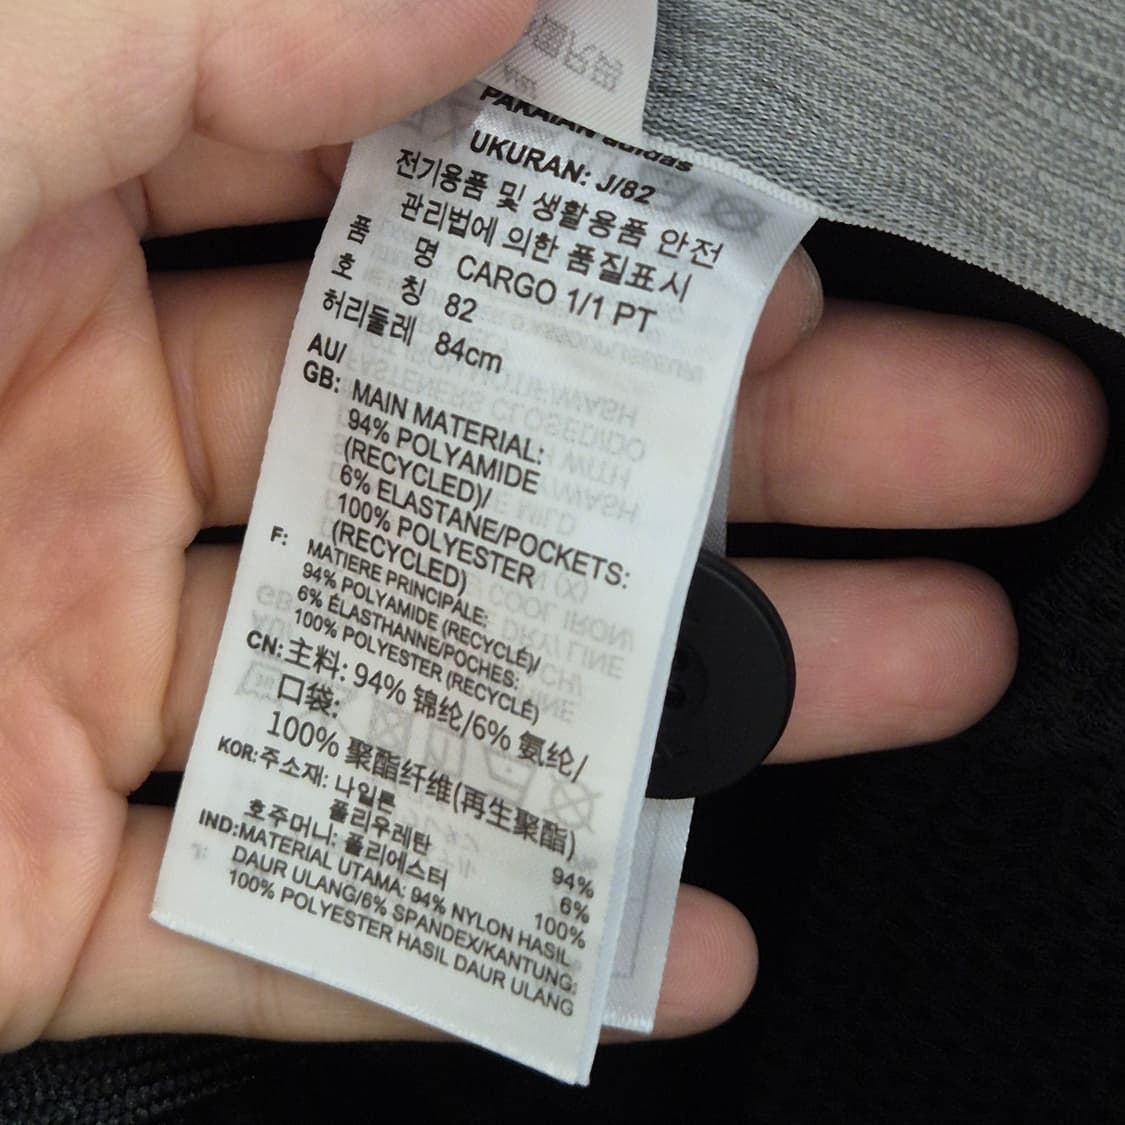 PAKAIAN adidas
UKURAN: J/82
전기용품 및 생활용품 안전
관리법에 의한 품질표시
품 명 CARGO 1/1 PT
호 칭 82
허리둘레 84cm
AU/
GB: MAIN MATERIAL:
94% POLYAMIDE
(RECYCLED)/
6% ELASTANE/POCKETS:
100% POLYESTER
(RECYCLED)
F: MATIERE PRINCIPALE:
94% POLYAMIDE (RECYCLÉ)/
6% ÉLASTHANNE/POCHES:
100% POLYESTER (RECYCLÉ)
CN:主料: 94% 锦纶/6% 氨纶/
口袋:
100% 聚酯纤维(再生聚酯)
KOR:주소재: 나일론 94%
폴리우레탄 6%
호주머니: 폴리에스터 100%
IND:MATERIAL UTAMA: 94% NYLON HASIL
DAUR ULANG/6% SPANDEX/KANTUNG:
100% POLYESTER HASIL DAUR ULANG